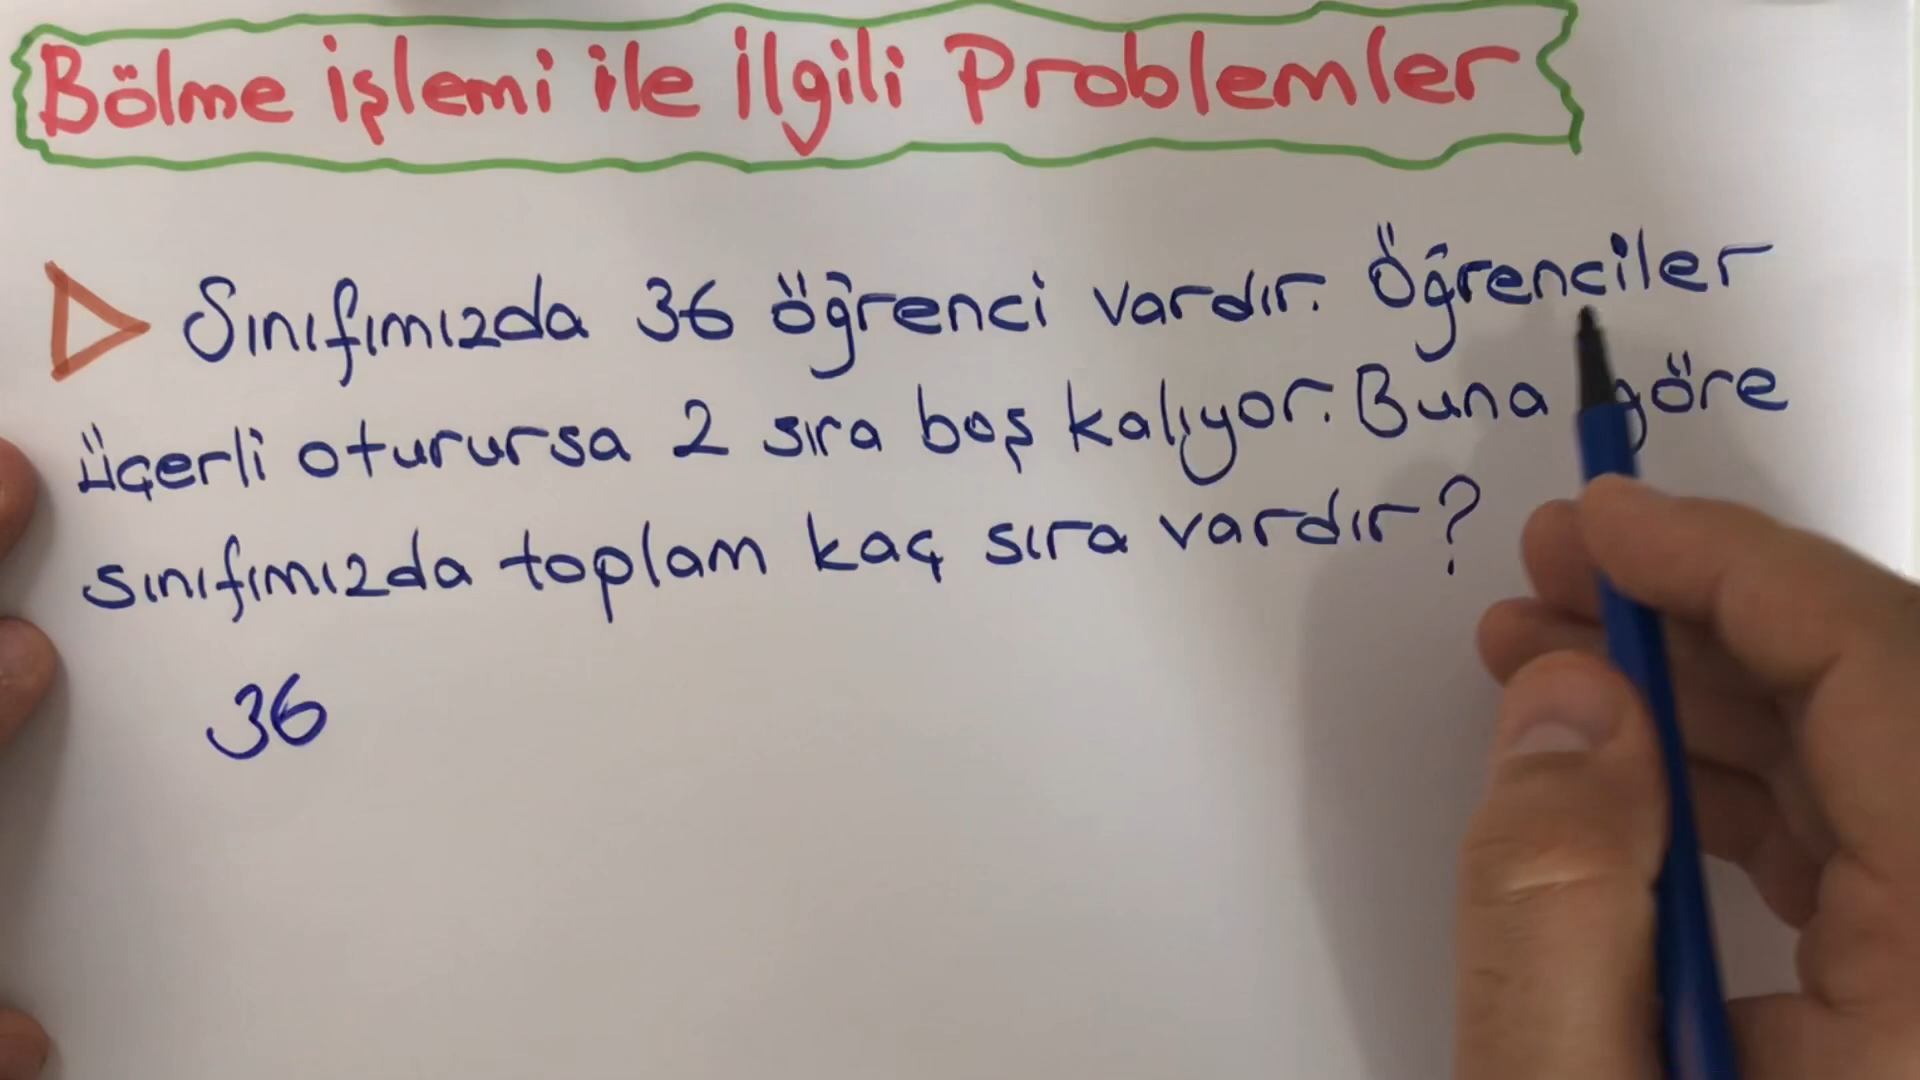 Bölme işlemi ile ilgili Problemler
Sınıfımızda 36 öğrenci vardır. Öğrenciler
üçerli oturursa 2 sıra boş kalıyor. Buna göre
sınıfımızda toplam kaç sıra vardır?
36